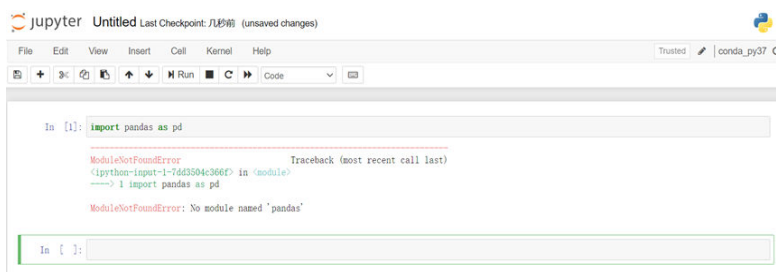 jupyter Untitled Last Checkpoint: 几秒前 (unsaved changes)
File Edit View Insert Cell Kernel Help Trusted conda_py37
Run Code
In [1]: import pandas as pd
ModuleNotFoundError Traceback (most recent call last)
<ipython-input-1-7dd3504c366f> in <module>
----> 1 import pandas as pd
ModuleNotFoundError: No module named 'pandas'
In [ ]: